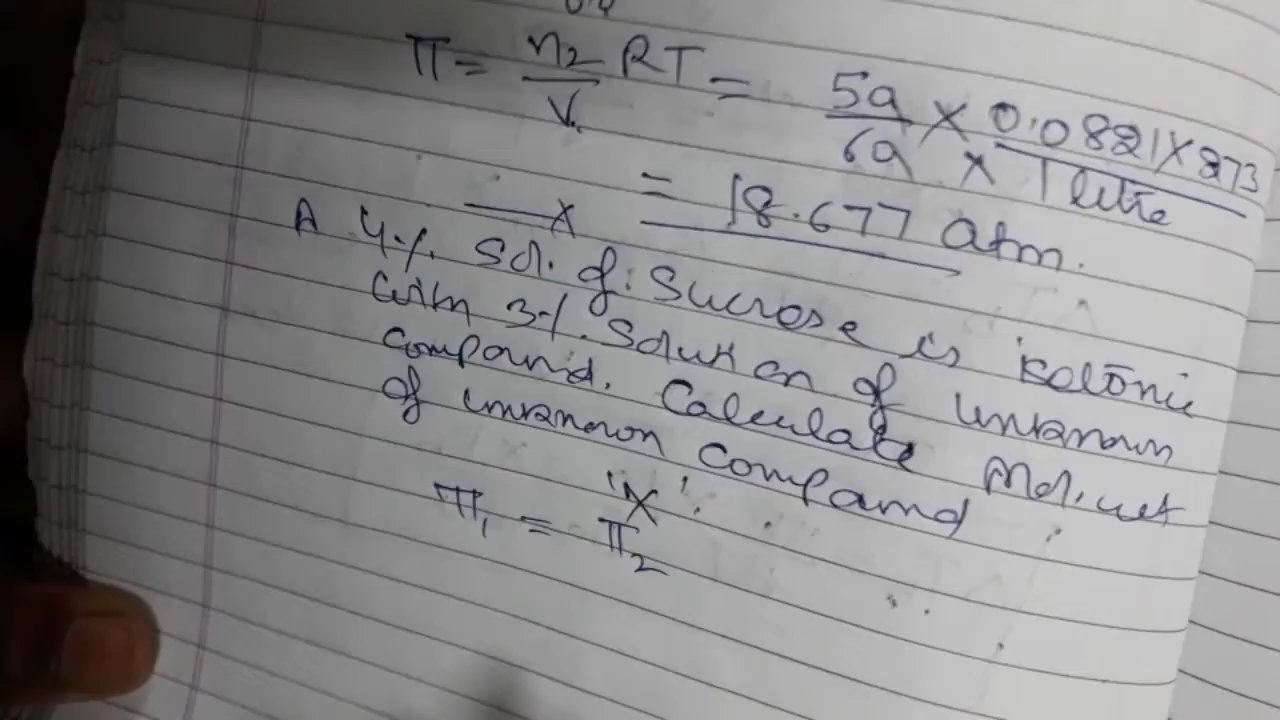 π = n₂/V. RT = 5g/60 × 0.0821×273/1 litre
= 18.677 atm.
—x
A 4% Sol. of Sucrose is isotonic
with 3%. Solution of unknown
compound. Calculate Mol. wet
of unknown compound
'X'.
π₁ = π₂